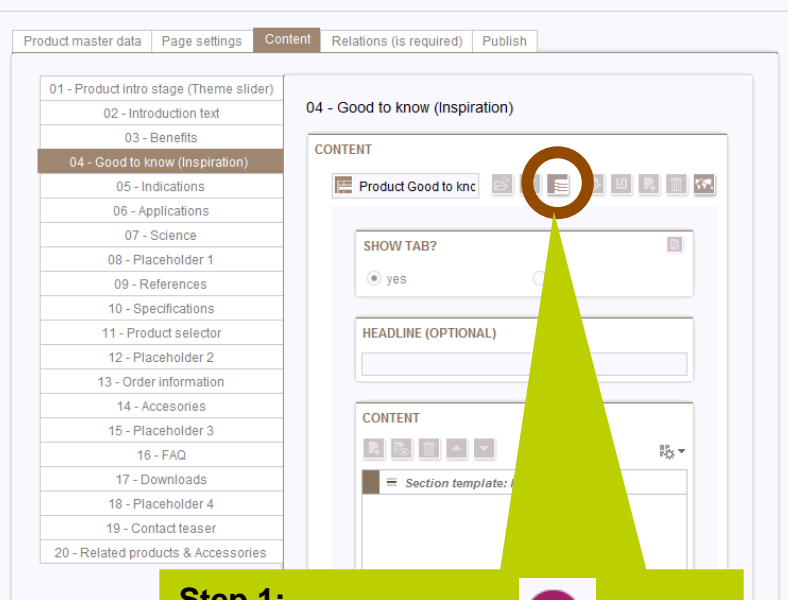 Product master data
Page settings
Content
Relations (is required)
Publish
01 - Product intro stage (Theme slider)
02 - Introduction text
03 - Benefits
04 - Good to know (Inspiration)
05 - Indications
06 - Applications
07 - Science
08 - Placeholder 1
09 - References
10 - Specifications
11 - Product selector
12 - Placeholder 2
13 - Order information
14 - Accesories
15 - Placeholder 3
16 - FAQ
17 - Downloads
18 - Placeholder 4
19 - Contact teaser
20 - Related products & Accessories
04 - Good to know (Inspiration)
CONTENT
Product Good to knc
SHOW TAB?
yes
HEADLINE (OPTIONAL)
CONTENT
Section template:
Step 1: